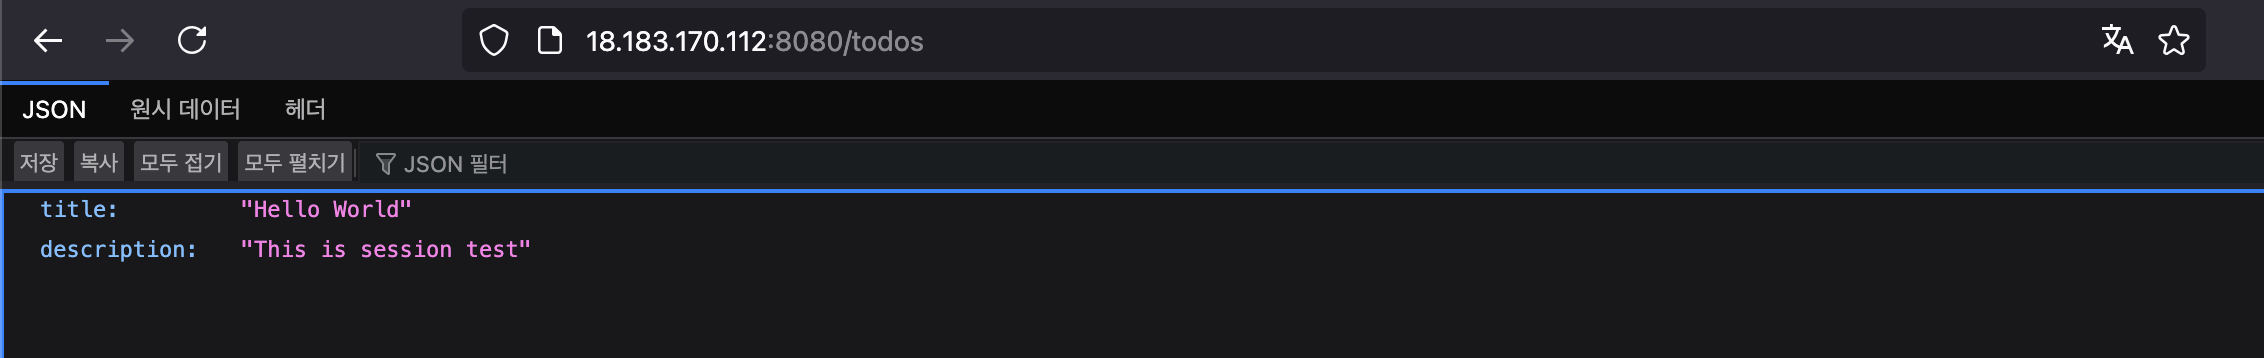 18.183.170.112:8080/todos
JSON 원시 데이터 헤더
저장 복사 모두 접기 모두 펼치기 JSON 필터
title: "Hello World"
description: "This is session test"